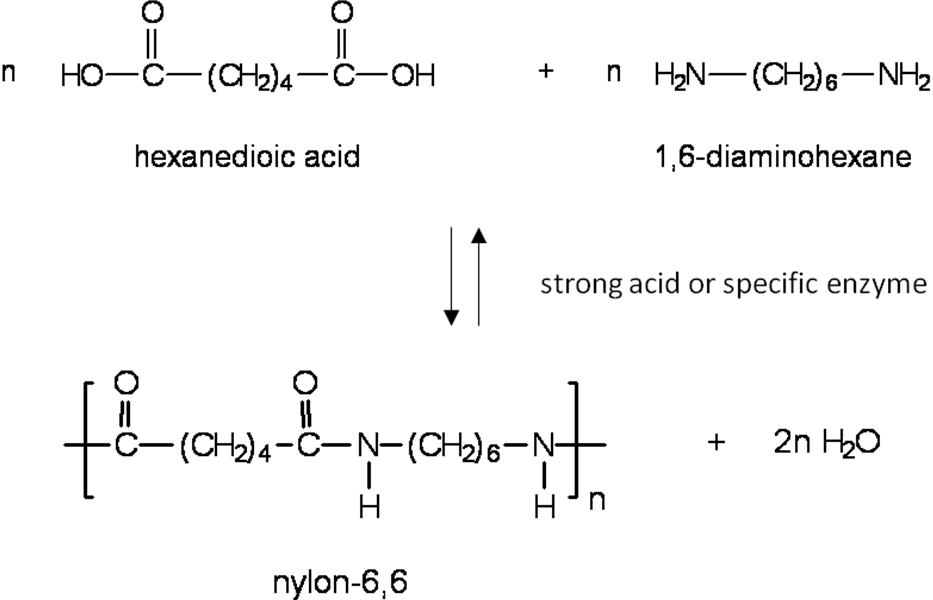 n HO—C(=O)—(CH₂)₄—C(=O)—OH + n H₂N—(CH₂)₆—NH₂
hexanedioic acid 1,6-diaminohexane
strong acid or specific enzyme
[—C(=O)—(CH₂)₄—C(=O)—N(H)—(CH₂)₆—N(H)—]n + 2n H₂O
nylon-6,6